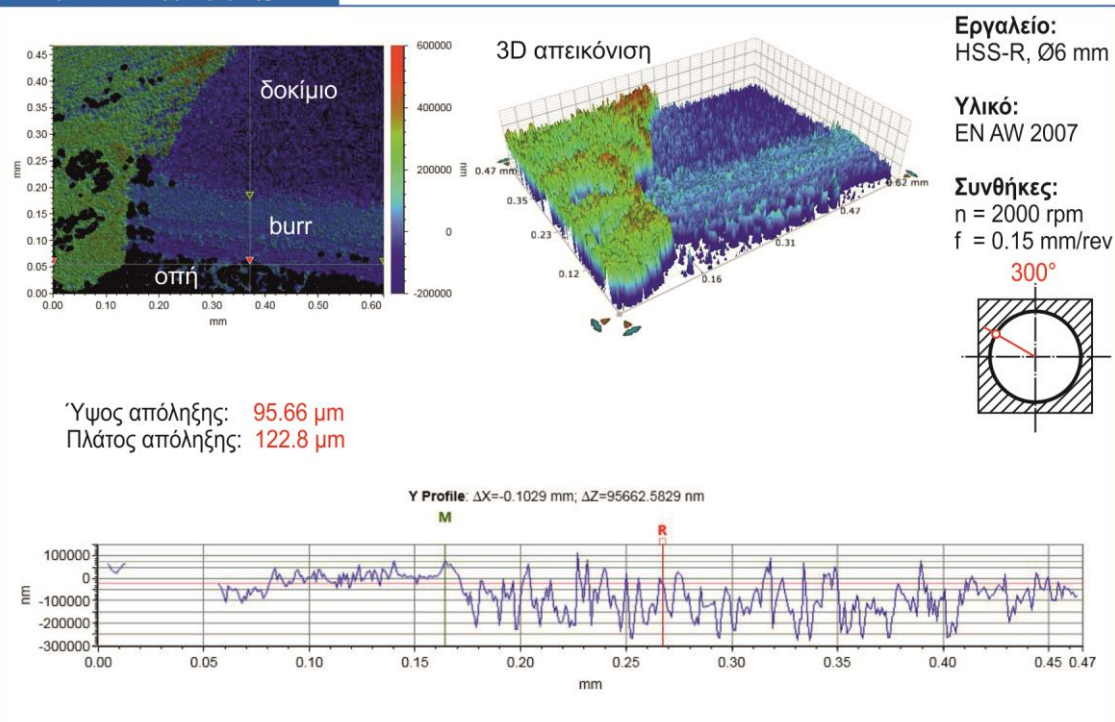 600000
400000
200000
0
-200000
nm
0.45
0.40
0.35
0.30
0.25
0.20
0.15
0.10
0.05
0.00
mm
0.00 0.10 0.20 0.30 0.40 0.50 0.62
mm
δοκίμιο
burr
οπή
3D απεικόνιση
0.47 mm
0.35
0.23
0.12
0.16
0.31
0.47
0.62 mm
Εργαλείο:
HSS-R, Ø6 mm
Υλικό:
EN AW 2007
Συνθήκες:
n = 2000 rpm
f = 0.15 mm/rev
300°
Ύψος απόληξης: 95.66 μm
Πλάτος απόληξης: 122.8 μm
Y Profile: ΔX=-0.1029 mm; ΔZ=95662.5829 nm
M
R
100000
0
-100000
-200000
-300000
nm
0.00 0.05 0.10 0.15 0.20 0.25 0.30 0.35 0.40 0.45 0.47
mm